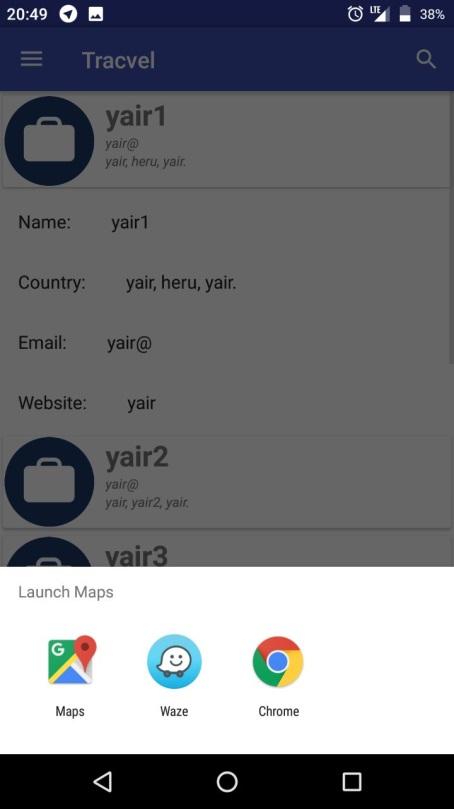 20:49 LTE 38%
Tracvel
yair1
yair@
yair, heru, yair.
Name: yair1
Country: yair, heru, yair.
Email: yair@
Website: yair
yair2
yair@
yair, yair2, yair.
yair3
Launch Maps
G
Maps Waze Chrome